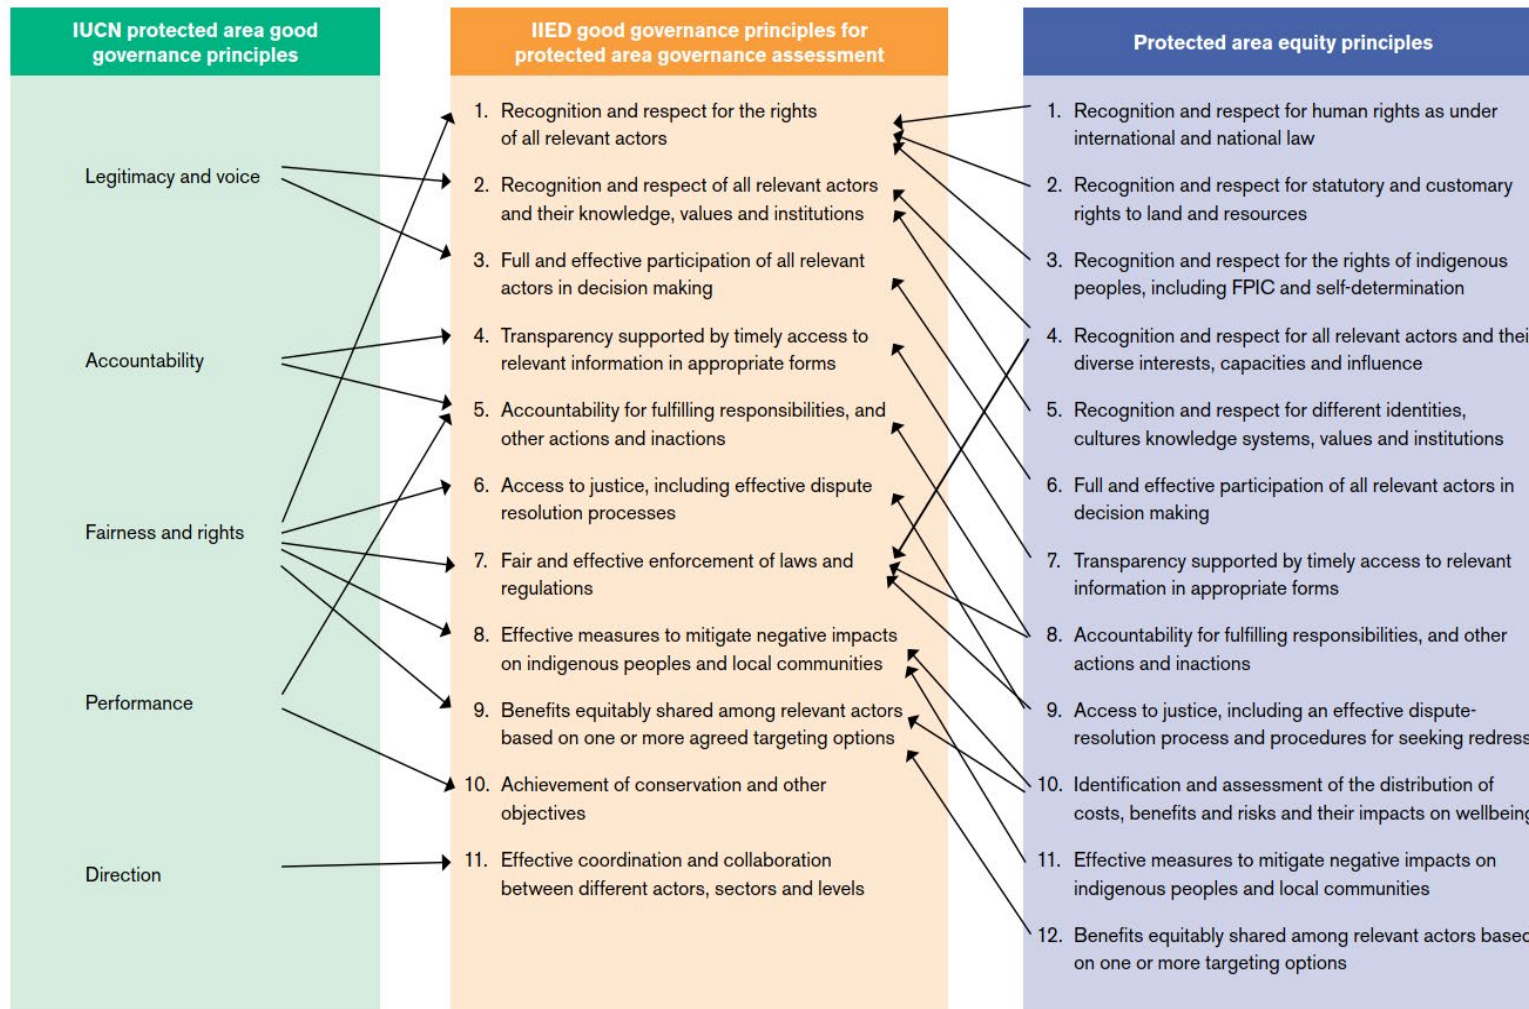 IUCN protected area good
governance principles
Legitimacy and voice
Accountability
Fairness and rights
Performance
Direction
IIED good governance principles for
protected area governance assessment
1. Recognition and respect for the rights
of all relevant actors
2. Recognition and respect of all relevant actors
and their knowledge, values and institutions
3. Full and effective participation of all relevant
actors in decision making
4. Transparency supported by timely access to
relevant information in appropriate forms
5. Accountability for fulfilling responsibilities, and
other actions and inactions
6. Access to justice, including effective dispute
resolution processes
7. Fair and effective enforcement of laws and
regulations
8. Effective measures to mitigate negative impacts
on indigenous peoples and local communities
9. Benefits equitably shared among relevant actors
based on one or more agreed targeting options
10. Achievement of conservation and other
objectives
11. Effective coordination and collaboration
between different actors, sectors and levels
Protected area equity principles
1. Recognition and respect for human rights as under
international and national law
2. Recognition and respect for statutory and customary
rights to land and resources
3. Recognition and respect for the rights of indigenous
peoples, including FPIC and self-determination
4. Recognition and respect for all relevant actors and thei
diverse interests, capacities and influence
5. Recognition and respect for different identities,
cultures knowledge systems, values and institutions
6. Full and effective participation of all relevant actors in
decision making
7. Transparency supported by timely access to relevant
information in appropriate forms
8. Accountability for fulfilling responsibilities, and other
actions and inactions
9. Access to justice, including an effective dispute-
resolution process and procedures for seeking redress
10. Identification and assessment of the distribution of
costs, benefits and risks and their impacts on wellbeing
11. Effective measures to mitigate negative impacts on
indigenous peoples and local communities
12. Benefits equitably shared among relevant actors based
on one or more targeting options